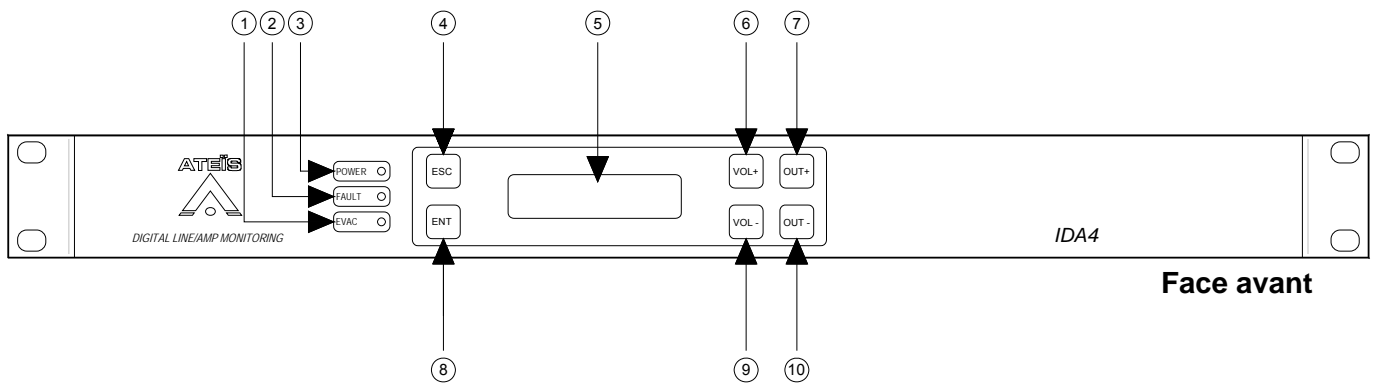 1 2 3 4 5 6 7
ATEÏS
POWER
FAULT
EVAC
DIGITAL LINE/AMP MONITORING
ESC
ENT
VOL+ OUT+
VOL - OUT -
IDA4
Face avant
8 9 10